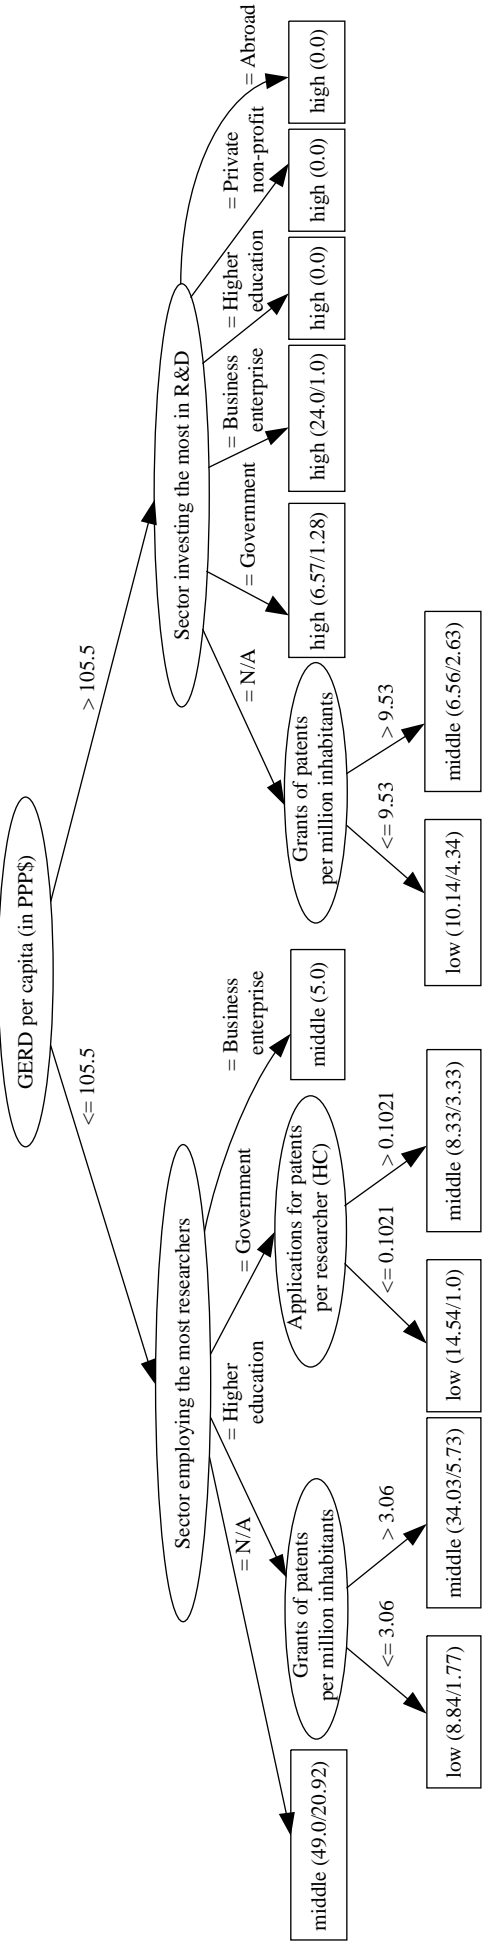 GERD per capita (in PPP$)
<= 105.5
> 105.5
Sector employing the most researchers
Sector investing the most in R&D
= N/A
= Higher
education
= Government
= Business
enterprise
= N/A
= Government
= Business
enterprise
= Higher
education
= Private
non-profit
= Abroad
middle (49.0/20.92)
Grants of patents
per million inhabitants
Applications for patents
per researcher (HC)
middle (5.0)
Grants of patents
per million inhabitants
high (6.57/1.28)
high (24.0/1.0)
high (0.0)
high (0.0)
high (0.0)
<= 3.06
> 3.06
<= 0.1021
> 0.1021
<= 9.53
> 9.53
low (8.84/1.77)
middle (34.03/5.73)
low (14.54/1.0)
middle (8.33/3.33)
low (10.14/4.34)
middle (6.56/2.63)